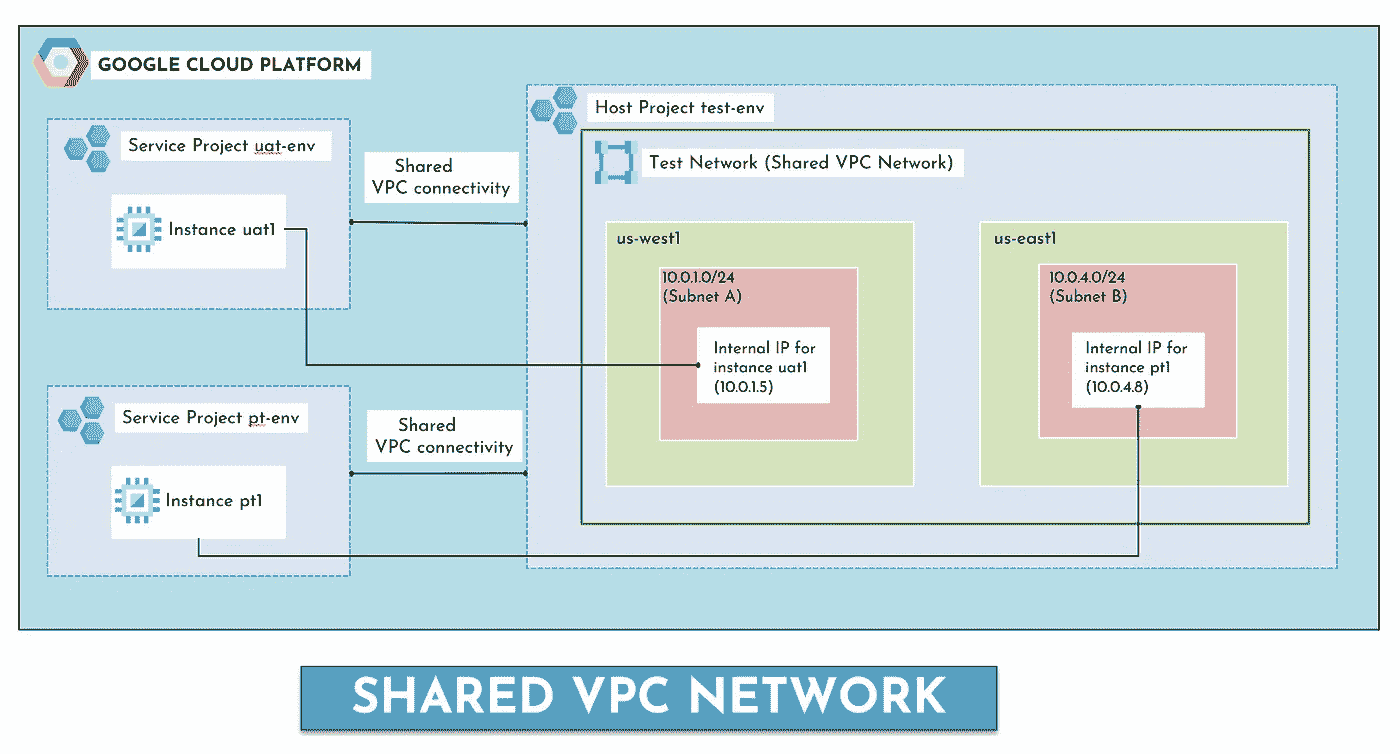 GOOGLE CLOUD PLATFORM
Service Project uat-env
Instance uat1
Shared
VPC connectivity
Service Project pt-env
Instance pt1
Shared
VPC connectivity
Host Project test-env
Test Network (Shared VPC Network)
us-west1
10.0.1.0/24
(Subnet A)
Internal IP for
instance uat1
(10.0.1.5)
us-east1
10.0.4.0/24
(Subnet B)
Internal IP for
instance pt1
(10.0.4.8)
SHARED VPC NETWORK